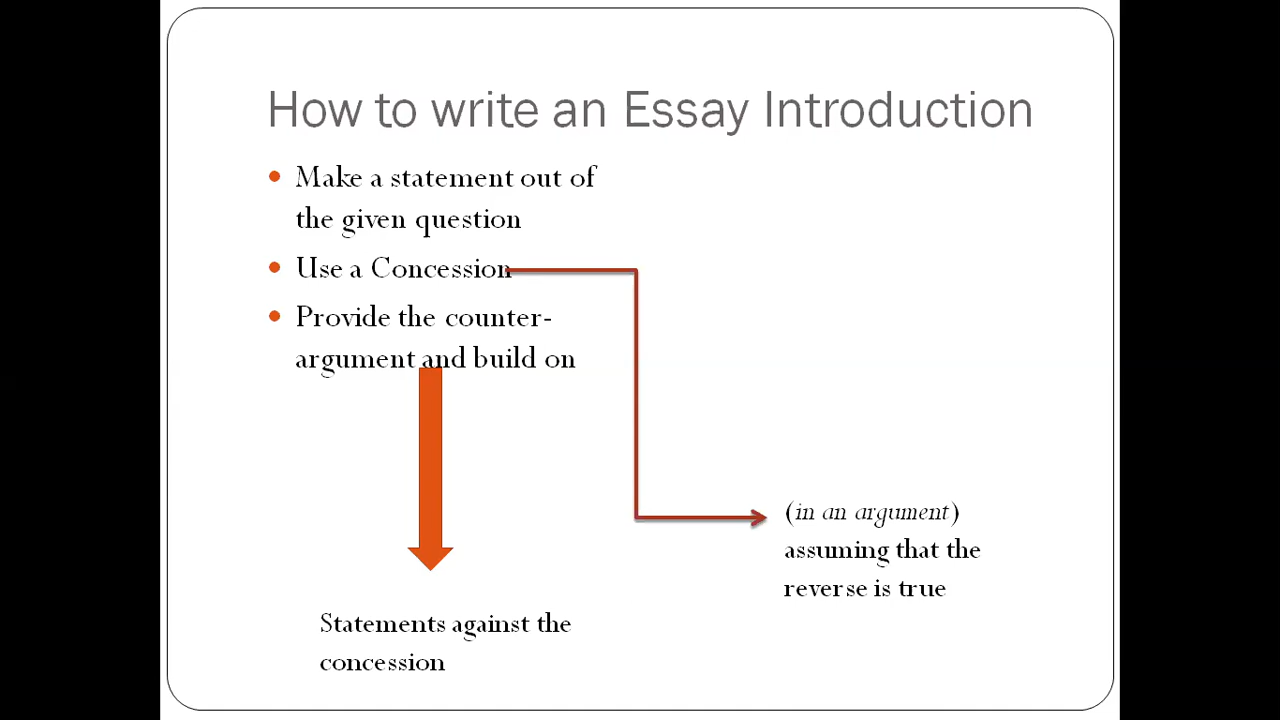 How to write an Essay Introduction
Make a statement out of
the given question
Use a Concession
Provide the counter-
argument and build on
(in an argument)
assuming that the
reverse is true
Statements against the
concession